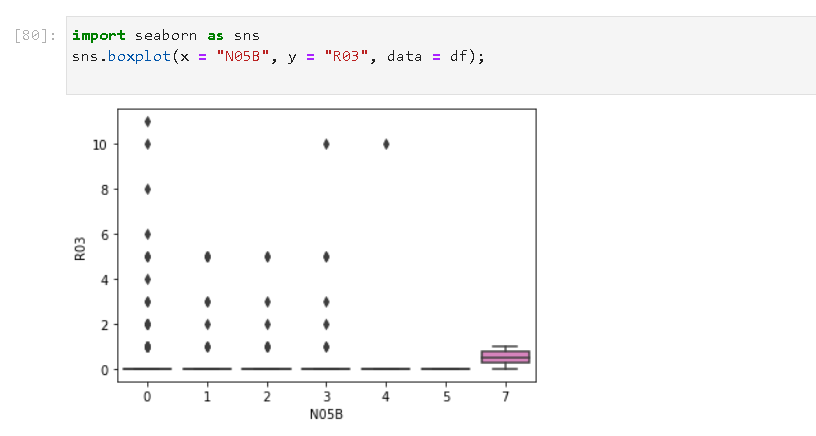 [80]: import seaborn as sns
sns.boxplot(x = "N05B", y = "R03", data = df);
10
8
6
4
2
0
R03
0 1 2 3 4 5 7
N05B